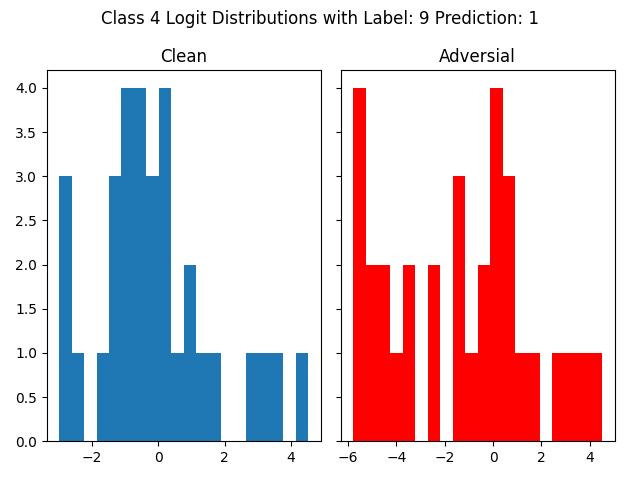 Class 4 Logit Distributions with Label: 9 Prediction: 1
Clean
Adversial
4.0
3.5
3.0
2.5
2.0
1.5
1.0
0.5
0.0
−2 0 2 4
−6 −4 −2 0 2 4